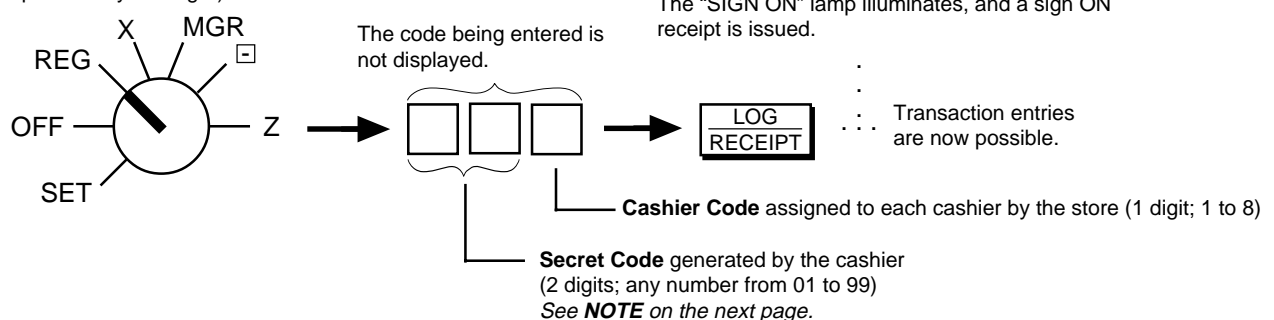 The “SIGN ON” lamp illuminates, and a sign ON
receipt is issued.
X
MGR
REG
-
OFF
Z
SET
The code being entered is
not displayed.
LOG
RECEIPT
. . . Transaction entries
are now possible.
Cashier Code assigned to each cashier by the store (1 digit; 1 to 8)
Secret Code generated by the cashier
(2 digits; any number from 01 to 99)
See NOTE on the next page.